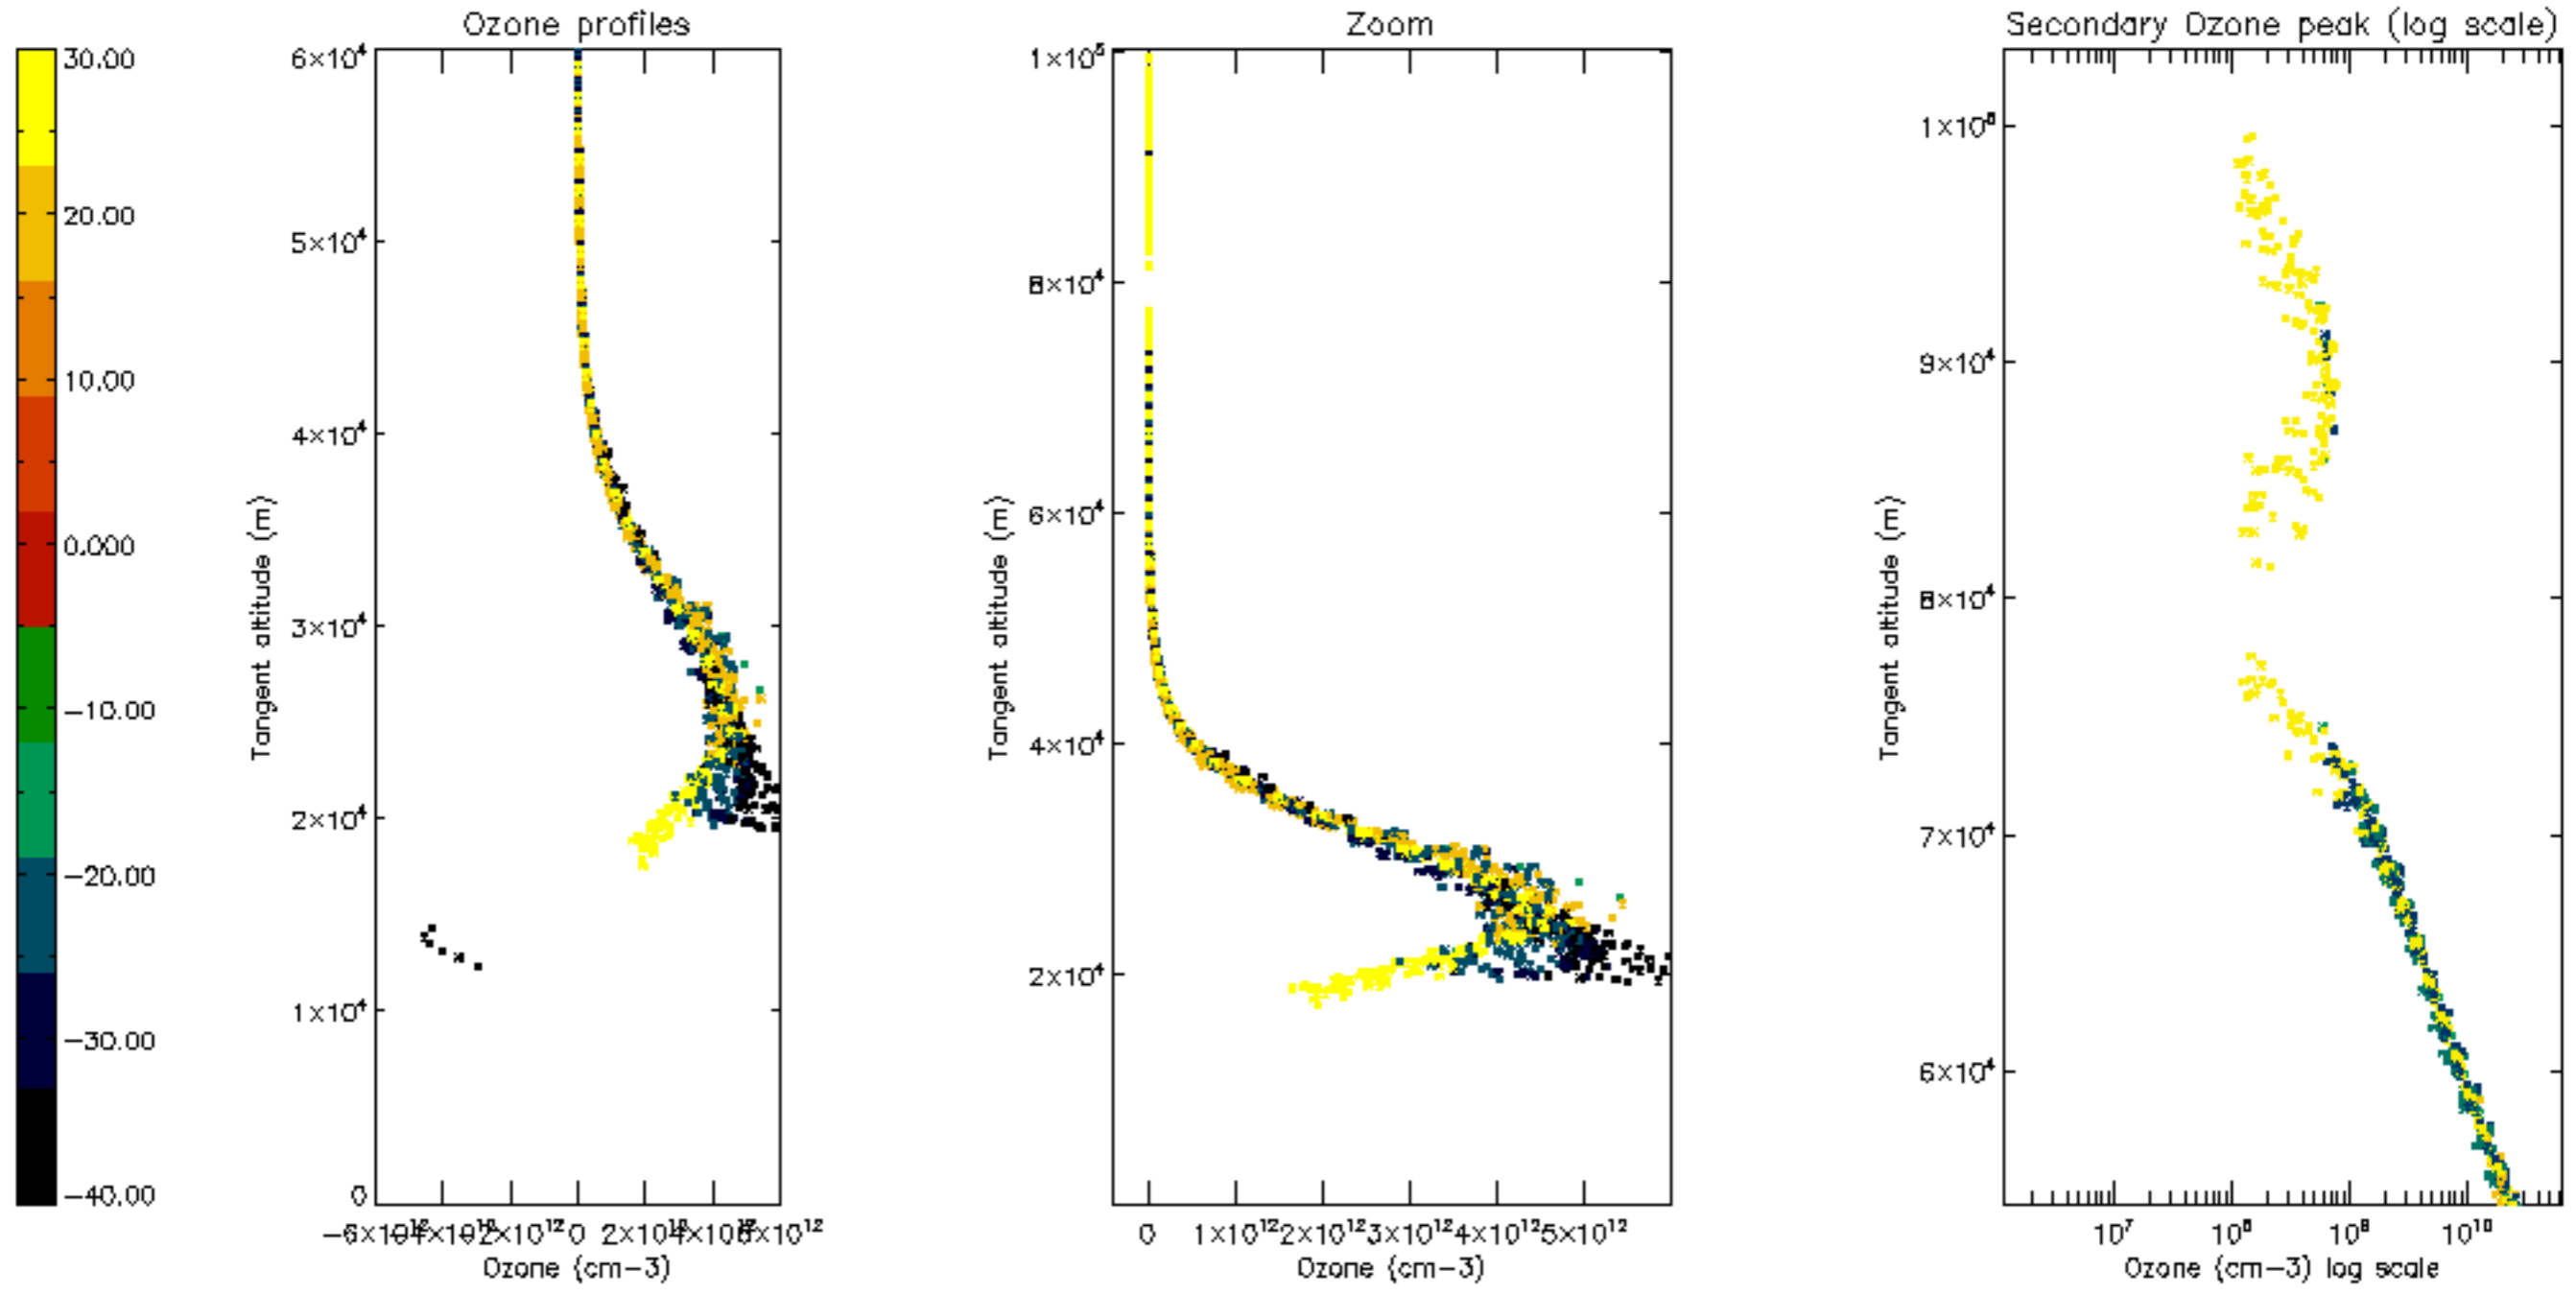 Ozone profiles
Zoom
Secondary Ozone peak (log scale)
30.00
20.00
10.00
0.000
-10.00
-20.00
-30.00
-40.00
6×10⁴
5×10⁴
4×10⁴
3×10⁴
2×10⁴
1×10⁴
0
Tangent altitude (m)
0
2×10¹²
Ozone (cm-3)
1×10⁵
8×10⁴
6×10⁴
4×10⁴
2×10⁴
Tangent altitude (m)
0 1×10¹² 2×10¹² 3×10¹² 4×10¹² 5×10¹²
Ozone (cm-3)
1×10⁵
9×10⁴
8×10⁴
7×10⁴
6×10⁴
Tangent altitude (m)
10⁷ 10⁸ 10⁹ 10¹⁰
Ozone (cm-3) log scale